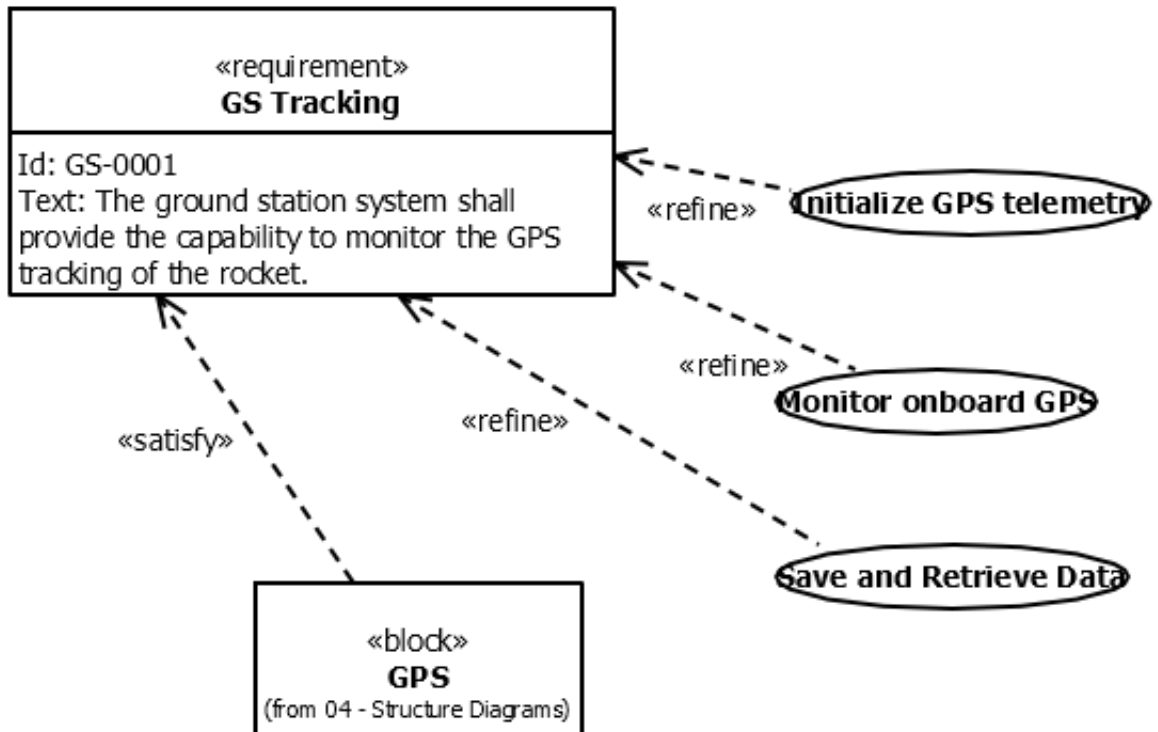 «requirement»
GS Tracking
Id: GS-0001
Text: The ground station system shall
provide the capability to monitor the GPS
tracking of the rocket.
«refine»
Initialize GPS telemetry
«refine»
Monitor onboard GPS
«refine»
«satisfy»
Save and Retrieve Data
«block»
GPS
(from 04 - Structure Diagrams)